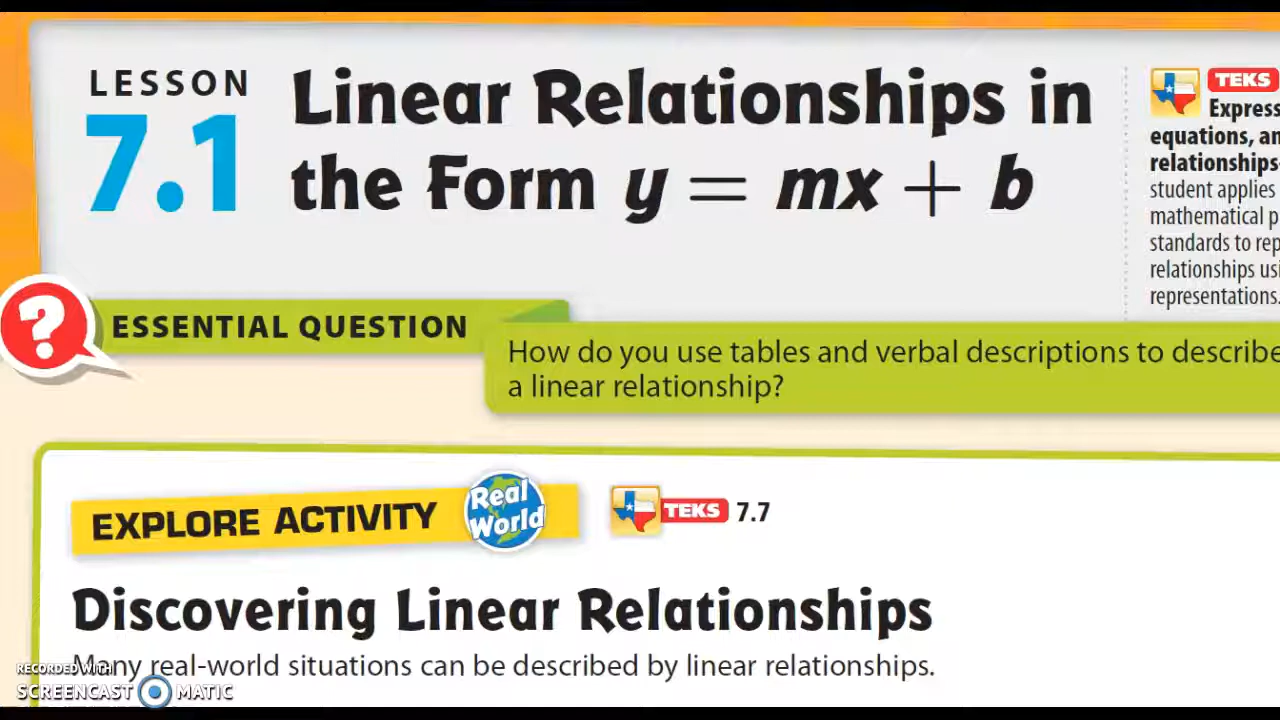 LESSON
7.1
Linear Relationships in
the Form y = mx + b
TEKS
Express
equations, an
relationships
student applies
mathematical p
standards to rep
relationships usi
representations.
?
ESSENTIAL QUESTION
How do you use tables and verbal descriptions to describe
a linear relationship?
EXPLORE ACTIVITY
Real
World
TEKS 7.7
Discovering Linear Relationships
Many real-world situations can be described by linear relationships.
RECORDED WITH
SCREENCAST MATIC